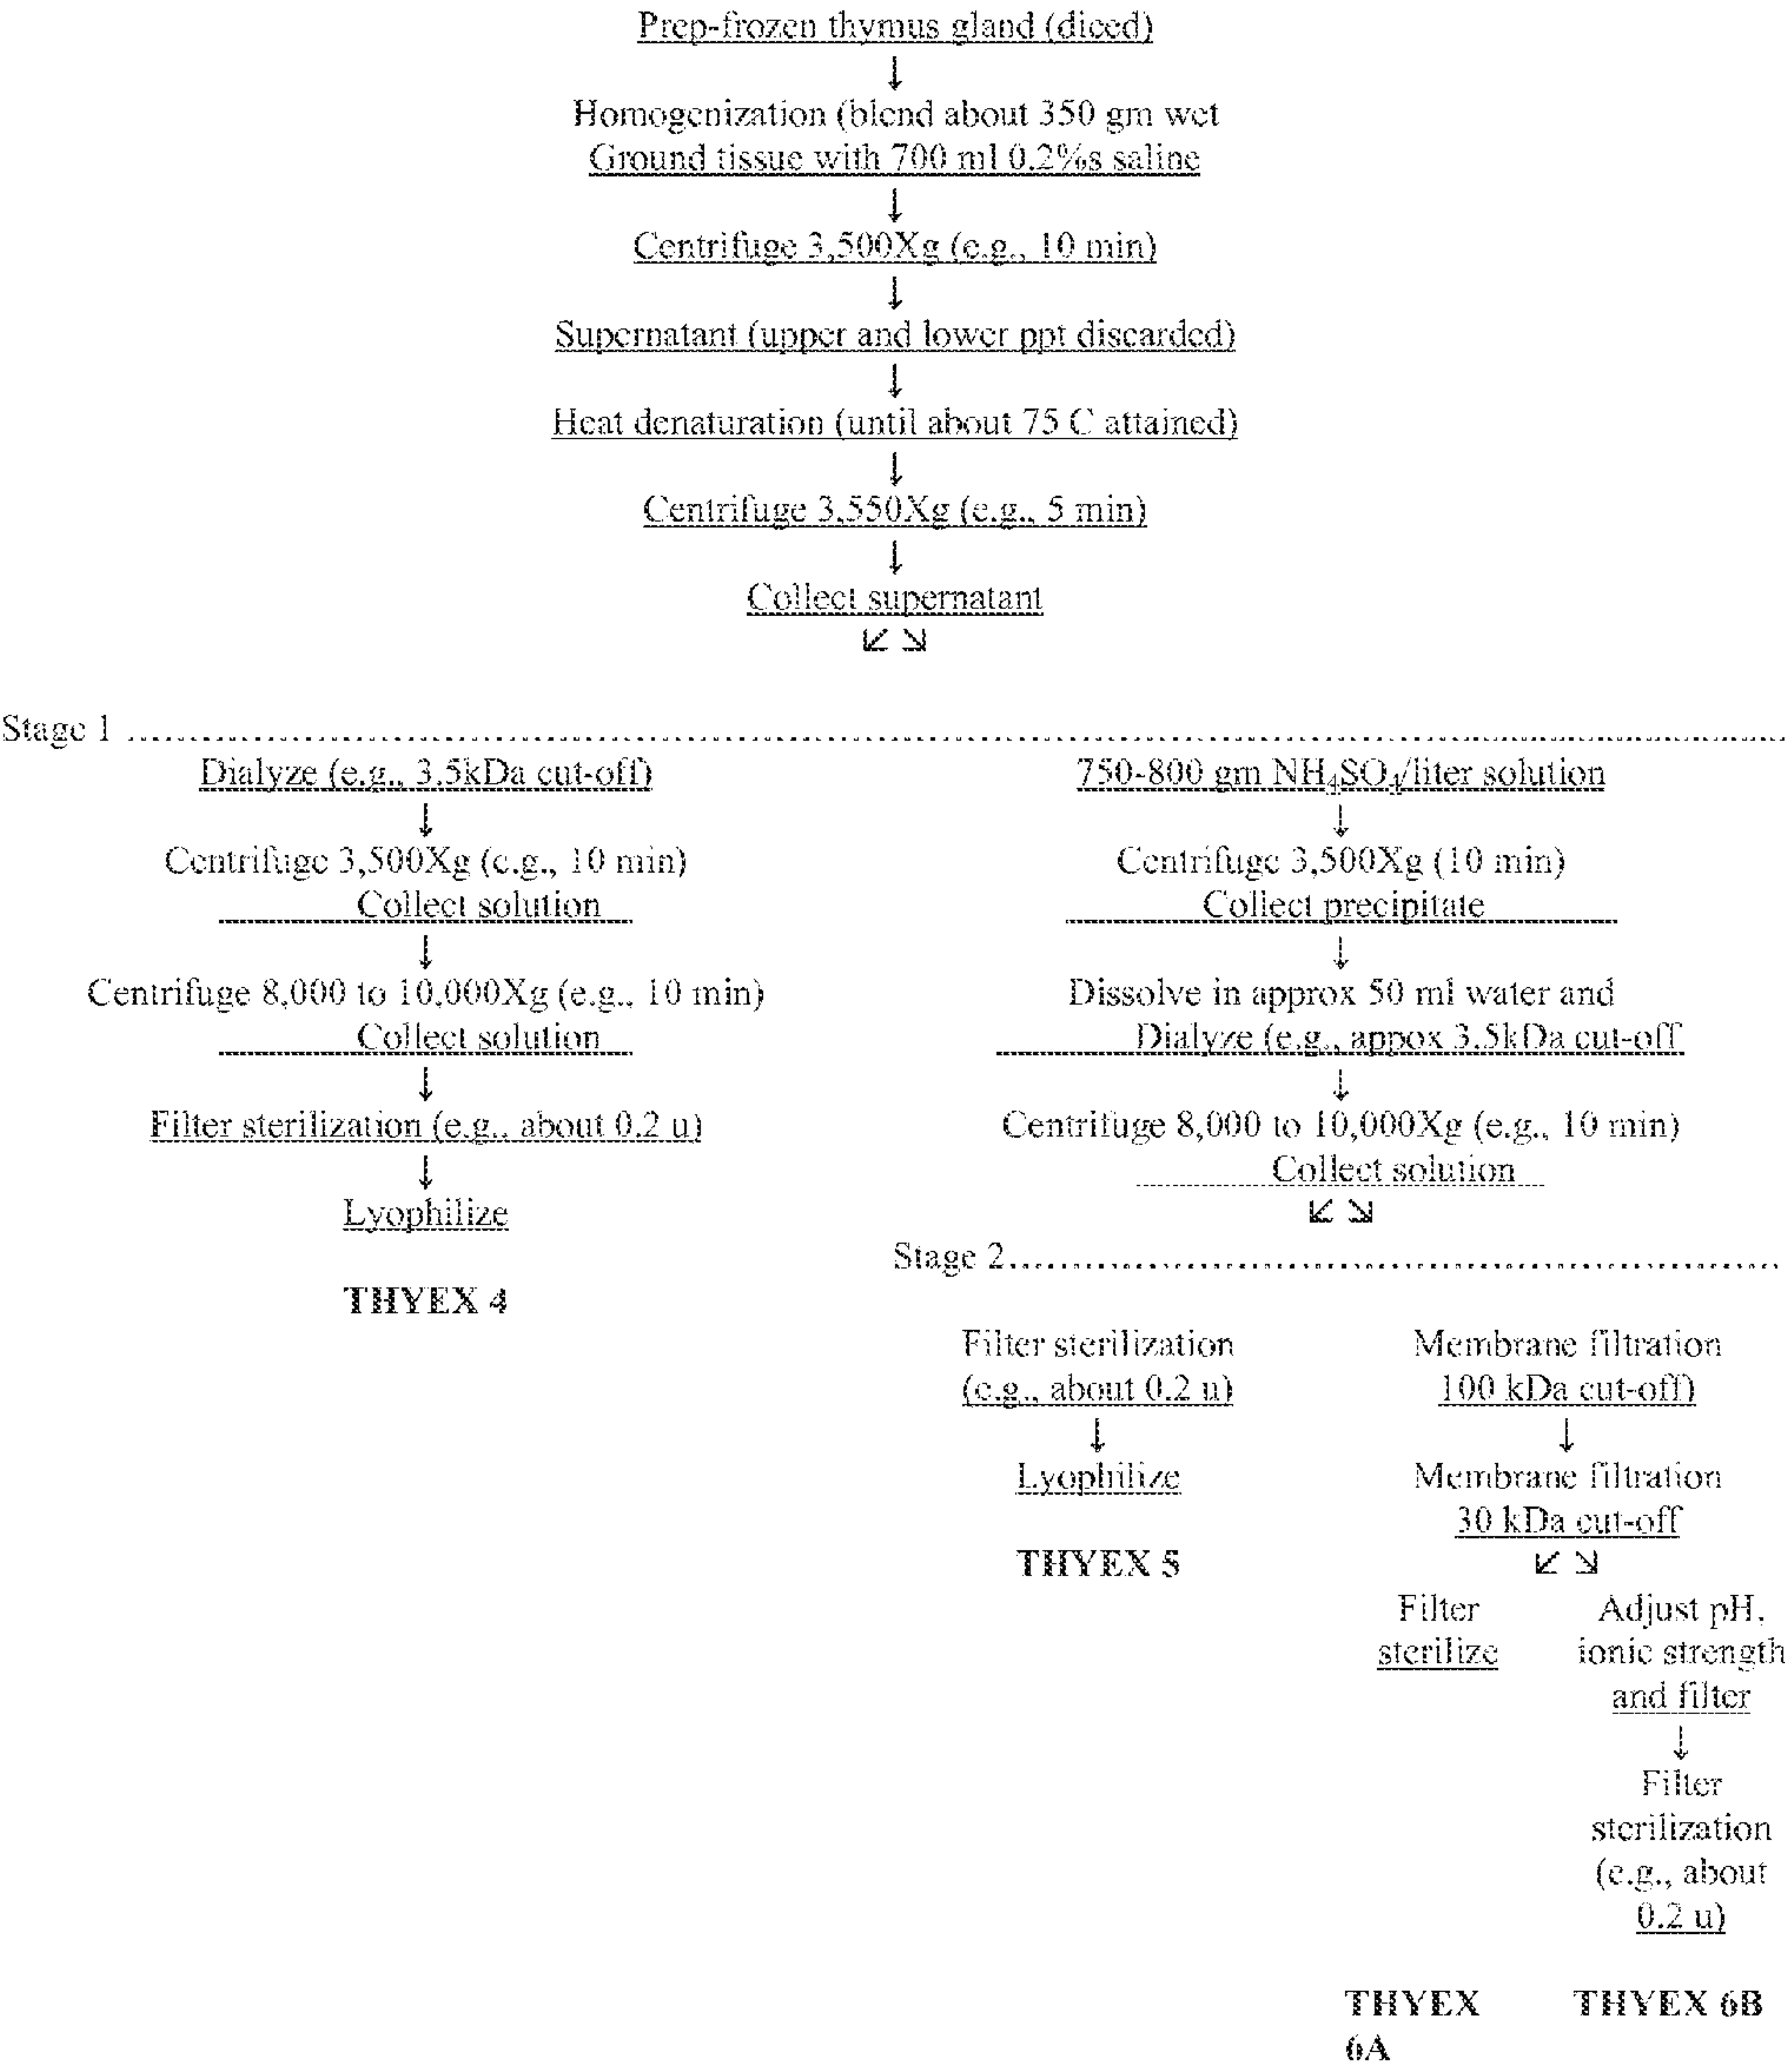 Prep-frozen thymus gland (diced)
↓
Homogenization (blend about 350 gm wet
Ground tissue with 700 ml 0.2%s saline
↓
Centrifuge 3,500Xg (e.g., 10 min)
↓
Supernatant (upper and lower ppt discarded)
↓
Heat denaturation (until about 75 C attained)
↓
Centrifuge 3,550Xg (e.g., 5 min)
↓
Collect supernatant
↙ ↘
Stage 1 ........................................................
Dialyze (e.g., 3.5kDa cut-off)
↓
Centrifuge 3,500Xg (e.g., 10 min)
Collect solution
↓
Centrifuge 8,000 to 10,000Xg (e.g., 10 min)
Collect solution
↓
Filter sterilization (e.g., about 0.2 u)
↓
Lyophilize
THYEX 4
750-800 gm NH₄SO₄/liter solution
↓
Centrifuge 3,500Xg (10 min)
Collect precipitate
↓
Dissolve in approx 50 ml water and
Dialyze (e.g., appox 3.5kDa cut-off
↓
Centrifuge 8,000 to 10,000Xg (e.g., 10 min)
Collect solution
↙ ↘
Stage 2........................................................
Filter sterilization
(e.g., about 0.2 u)
↓
Lyophilize
THYEX 5
Membrane filtration
100 kDa cut-off)
↓
Membrane filtration
30 kDa cut-off
↙ ↘
Filter
sterilize
THYEX
6A
Adjust pH,
ionic strength
and filter
↓
Filter
sterilization
(e.g., about
0.2 u)
THYEX 6B